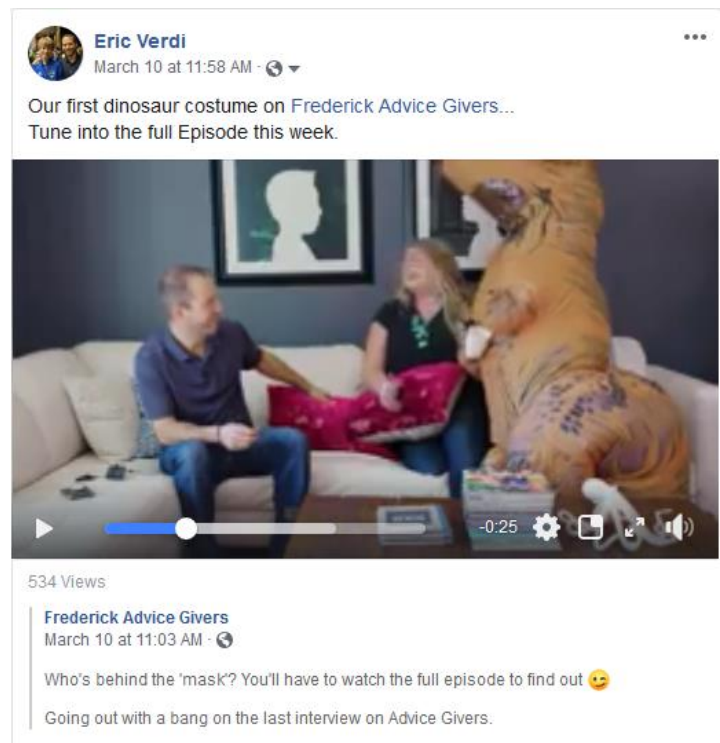 Eric Verdi
March 10 at 11:58 AM ·
Our first dinosaur costume on Frederick Advice Givers...
Tune into the full Episode this week.
-0:25
534 Views
Frederick Advice Givers
March 10 at 11:03 AM ·
Who's behind the 'mask'? You'll have to watch the full episode to find out 😉
Going out with a bang on the last interview on Advice Givers.